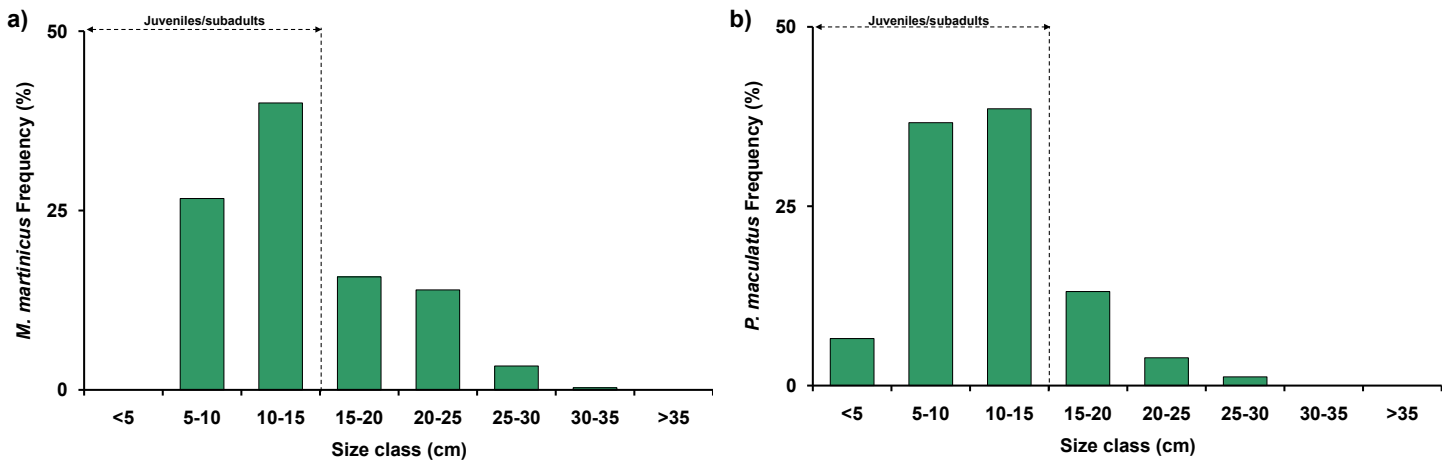 a)
Juveniles/subadults
50
25
0
M. martinicus Frequency (%)
<5 5-10 10-15 15-20 20-25 25-30 30-35 >35
Size class (cm)
b)
Juveniles/subadults
50
25
0
P. maculatus Frequency (%)
<5 5-10 10-15 15-20 20-25 25-30 30-35 >35
Size class (cm)